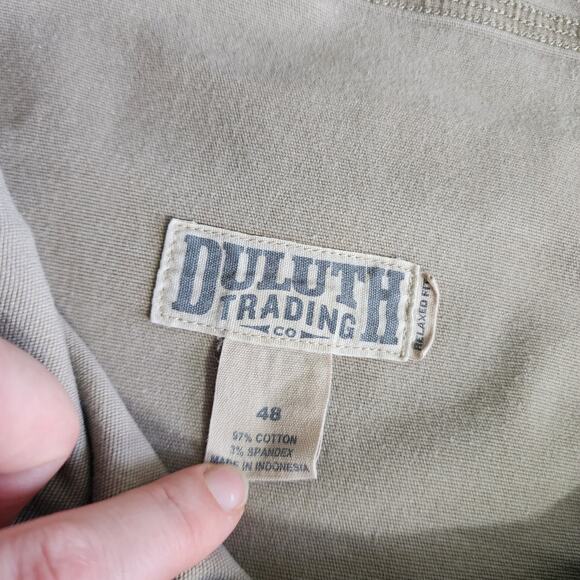 DULUTH
TRADING
CO
RELAXED FIT
48
97% COTTON
3% SPANDEX
MADE IN INDONESIA